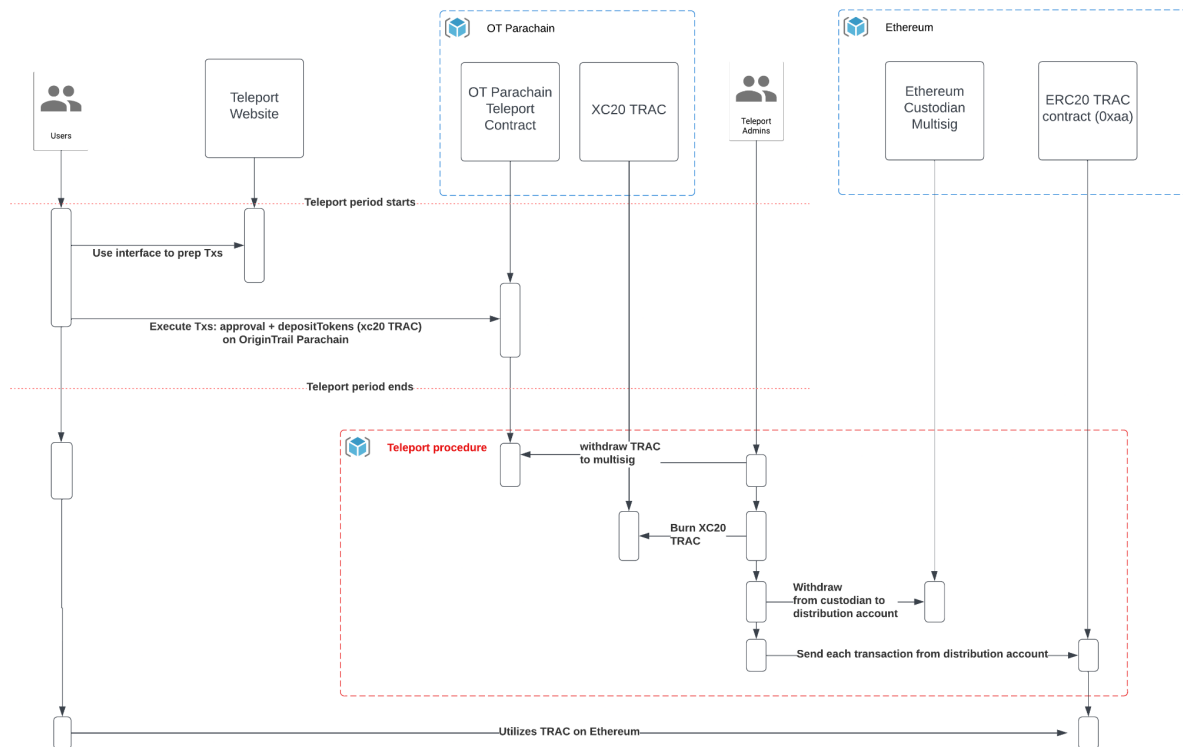 OT Parachain
Ethereum
Users
Teleport
Website
OT Parachain
Teleport
Contract
XC20 TRAC
Teleport
Admins
Ethereum
Custodian
Multisig
ERC20 TRAC
contract (0xaa)
Teleport period starts
Use interface to prep Txs
Execute Txs: approval + depositTokens (xc20 TRAC)
on OriginTrail Parachain
Teleport period ends
Teleport procedure
withdraw TRAC
to multisig
Burn XC20
TRAC
Withdraw
from custodian to
distribution account
Send each transaction from distribution account
Utilizes TRAC on Ethereum